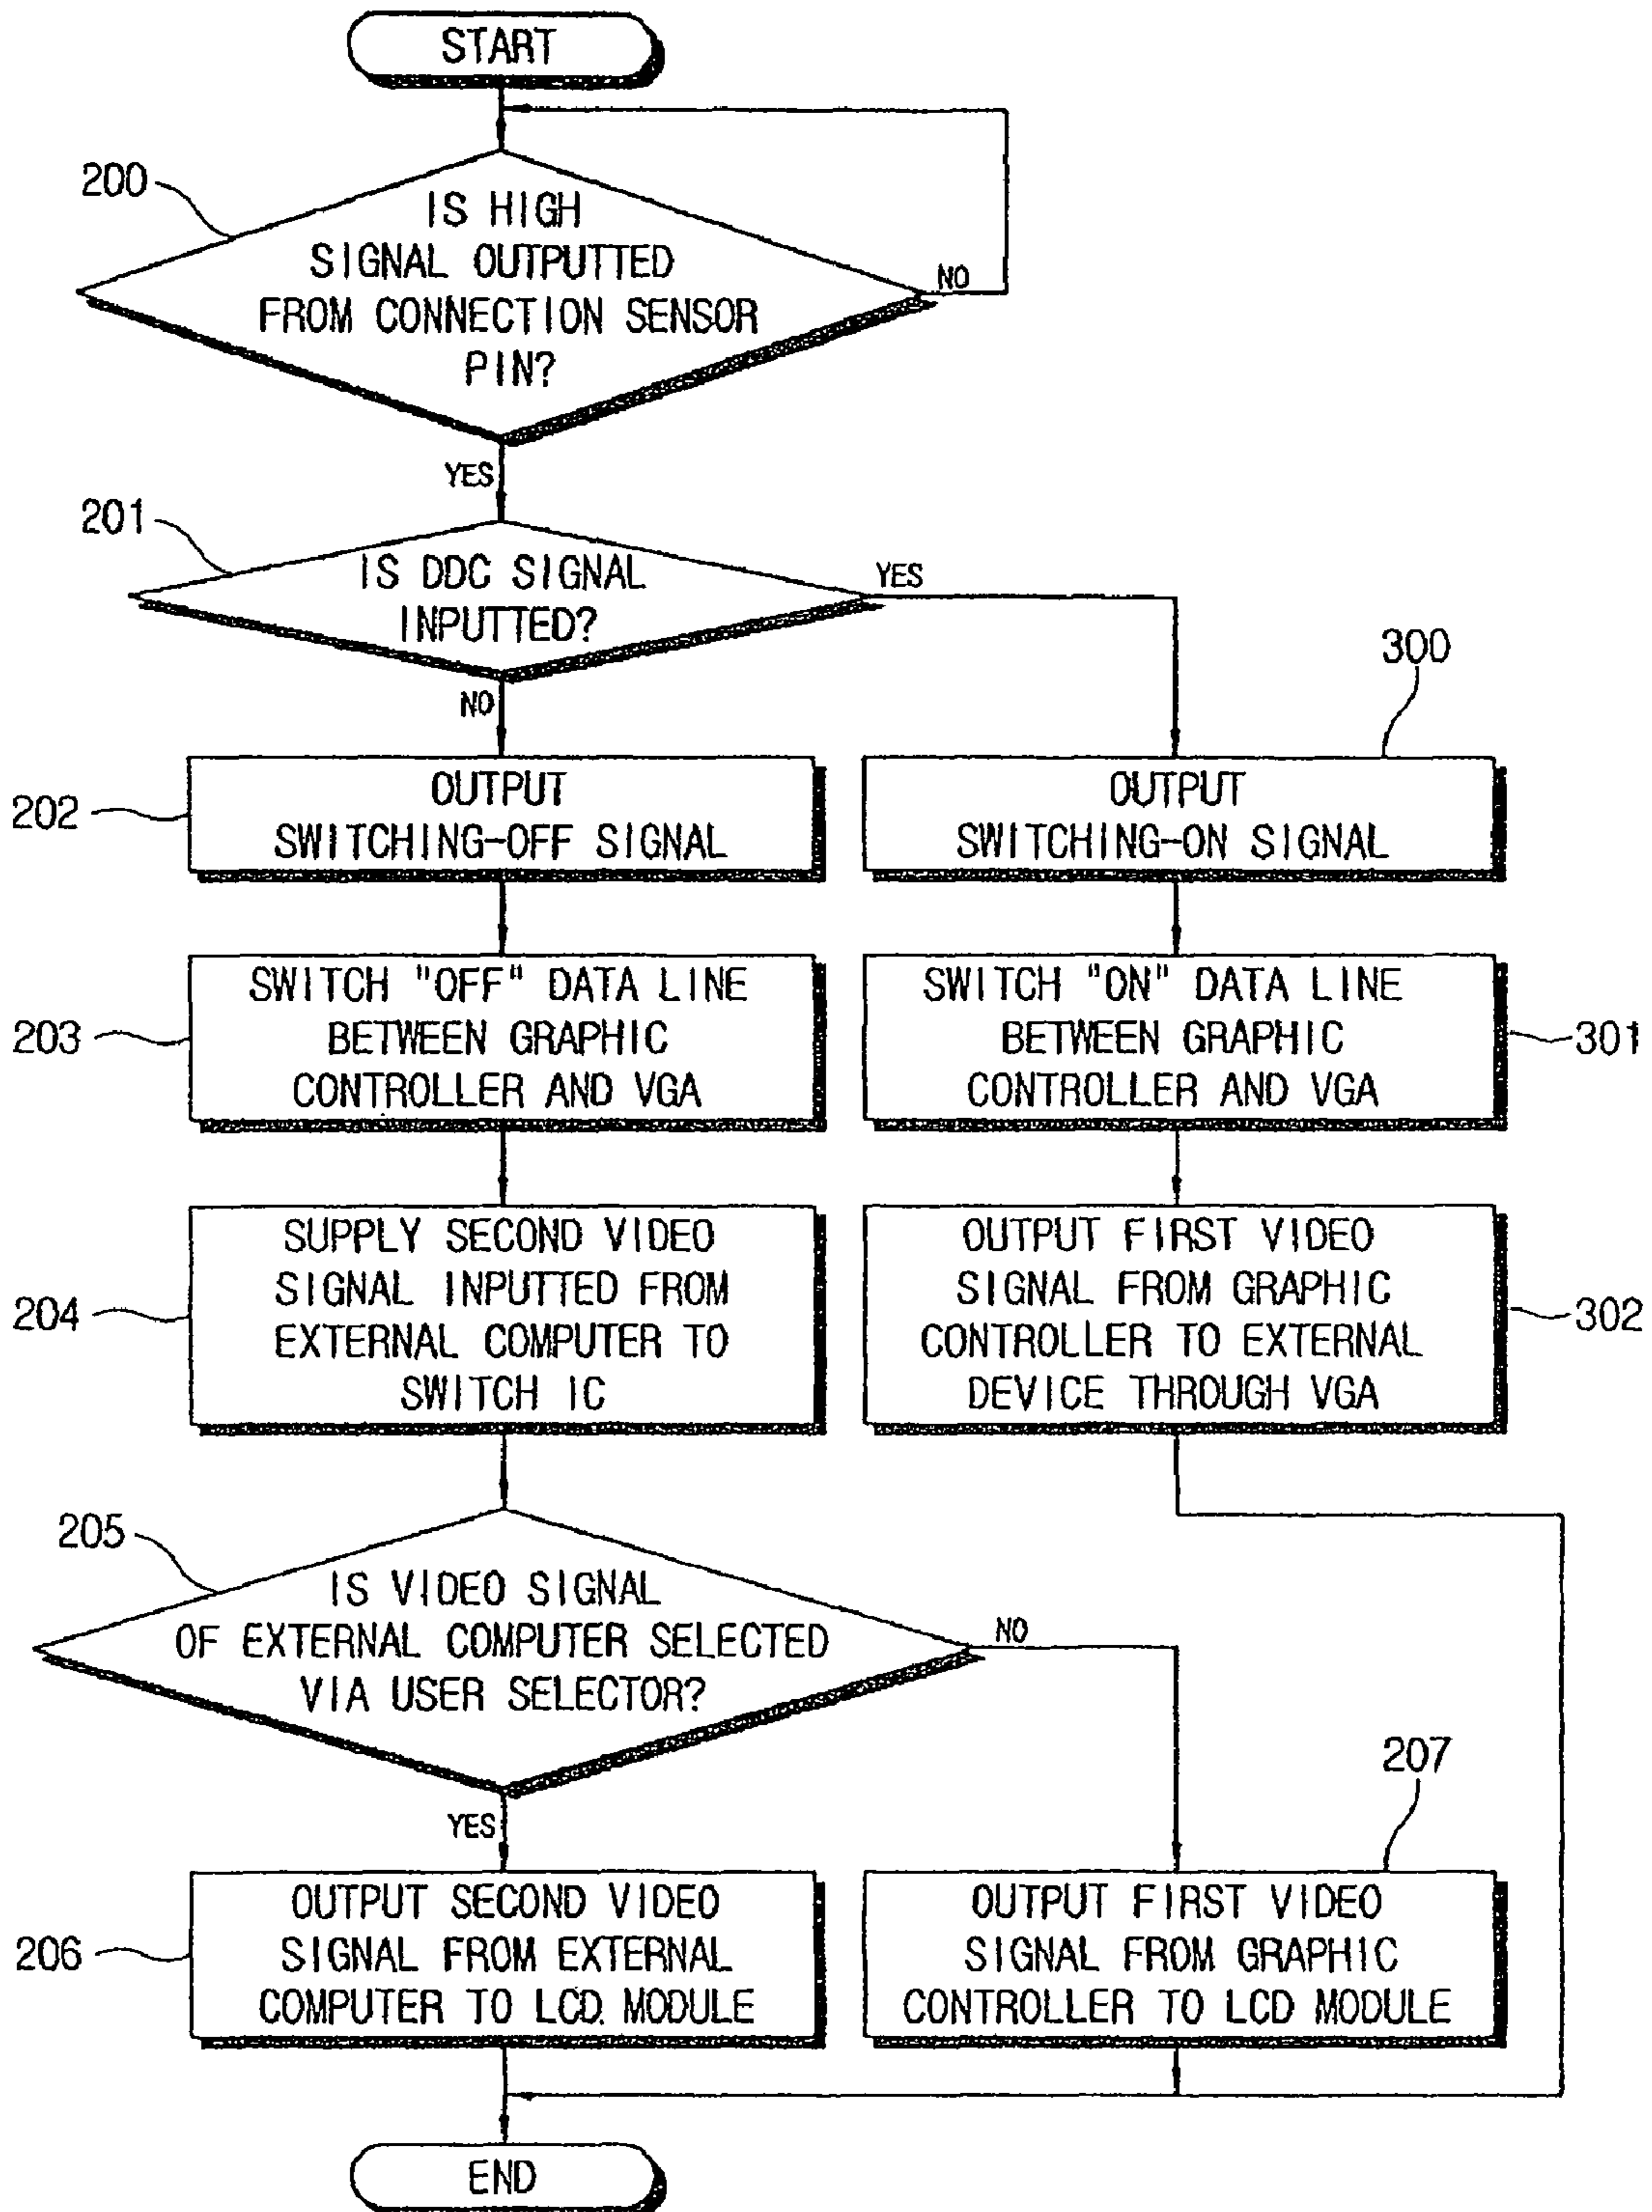 START
200
IS HIGH
SIGNAL OUTPUTTED
FROM CONNECTION SENSOR
PIN?
NO
YES
201
IS DDC SIGNAL
INPUTTED?
YES
NO
300
202
OUTPUT
SWITCHING-OFF SIGNAL
OUTPUT
SWITCHING-ON SIGNAL
203
SWITCH "OFF" DATA LINE
BETWEEN GRAPHIC
CONTROLLER AND VGA
SWITCH "ON" DATA LINE
BETWEEN GRAPHIC
CONTROLLER AND VGA
301
204
SUPPLY SECOND VIDEO
SIGNAL INPUTTED FROM
EXTERNAL COMPUTER TO
SWITCH IC
OUTPUT FIRST VIDEO
SIGNAL FROM GRAPHIC
CONTROLLER TO EXTERNAL
DEVICE THROUGH VGA
302
205
IS VIDEO SIGNAL
OF EXTERNAL COMPUTER SELECTED
VIA USER SELECTOR?
NO
YES
207
206
OUTPUT SECOND VIDEO
SIGNAL FROM EXTERNAL
COMPUTER TO LCD MODULE
OUTPUT FIRST VIDEO
SIGNAL FROM GRAPHIC
CONTROLLER TO LCD MODULE
END